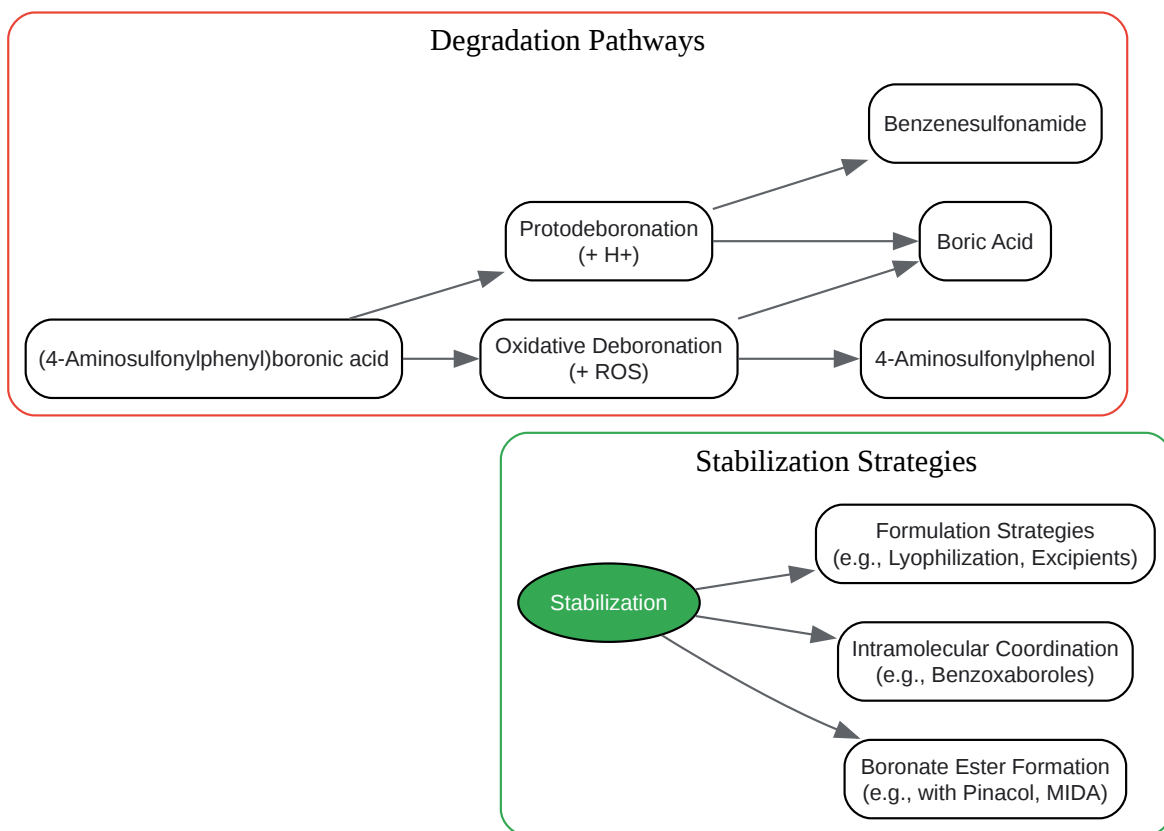 Degradation Pathways
Benzenesulfonamide
Protodeboronation
(+ H+)
Boric Acid
(4-Aminosulfonylphenyl)boronic acid
Oxidative Deboronation
(+ ROS)
4-Aminosulfonylphenol
Stabilization Strategies
Formulation Strategies
(e.g., Lyophilization, Excipients)
Stabilization
Intramolecular Coordination
(e.g., Benzoxaboroles)
Boronate Ester Formation
(e.g., with Pinacol, MIDA)